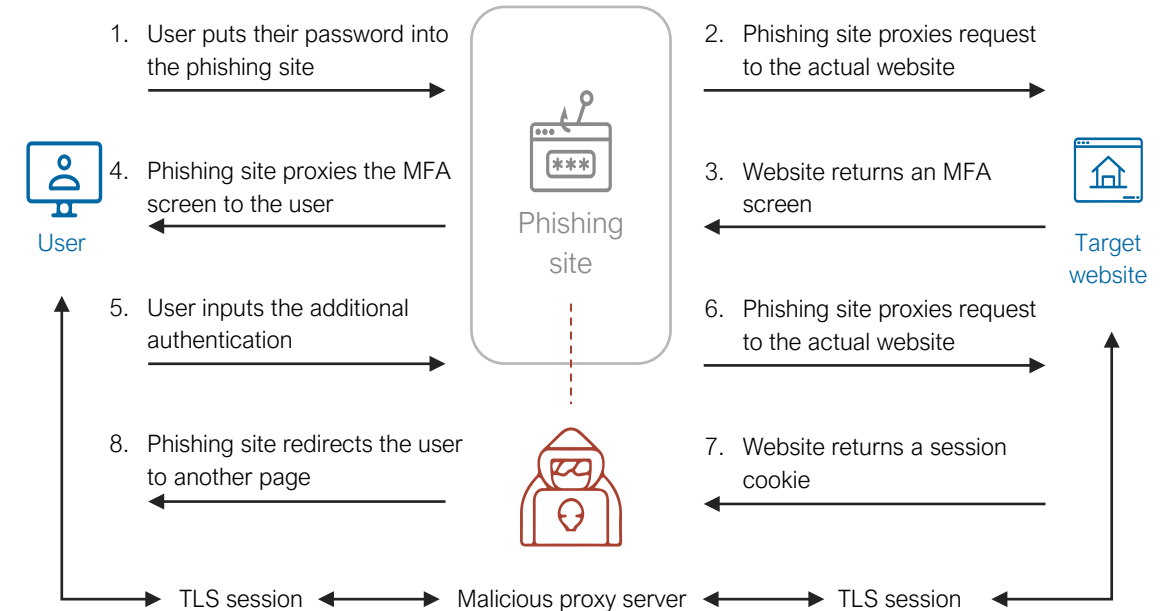 1. User puts their password into
the phishing site
2. Phishing site proxies request
to the actual website
***
Phishing
site
User
4. Phishing site proxies the MFA
screen to the user
3. Website returns an MFA
screen
Target
website
5. User inputs the additional
authentication
6. Phishing site proxies request
to the actual website
8. Phishing site redirects the user
to another page
7. Website returns a session
cookie
TLS session
Malicious proxy server
TLS session